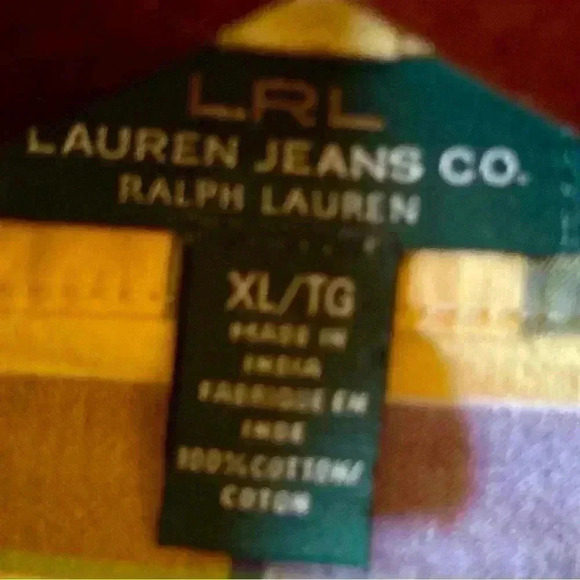 LRL
LAUREN JEANS CO.
RALPH LAUREN
XL/TG
MADE IN
INDIA
FABRIQUE EN
INDE
100% COTTON/
COTON